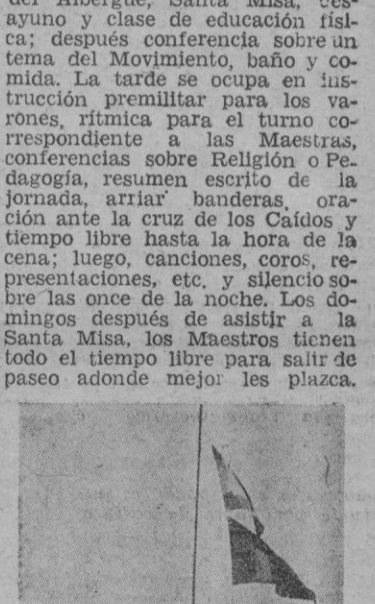 del Albergue, Santa Misa, des-
ayuno y clase de educación físi-
ca; después conferencia sobre un
tema del Movimiento, baño y co-
mida. La tarde se ocupa en ins-
trucción premilitar para los va-
rones, rítmica para el turno co-
rrespondiente a las Maestras,
conferencias sobre Religión o Pe-
dagogía, resumen escrito de la
jornada, arriar banderas, ora-
ción ante la cruz de los Caídos y
tiempo libre hasta la hora de la
cena; luego, canciones, coros, re-
presentaciones, etc. y silencio so-
bre las once de la noche. Los do-
mingos después de asistir a la
Santa Misa, los Maestros tienen
todo el tiempo libre para salir de
paseo adonde mejor les plazca.